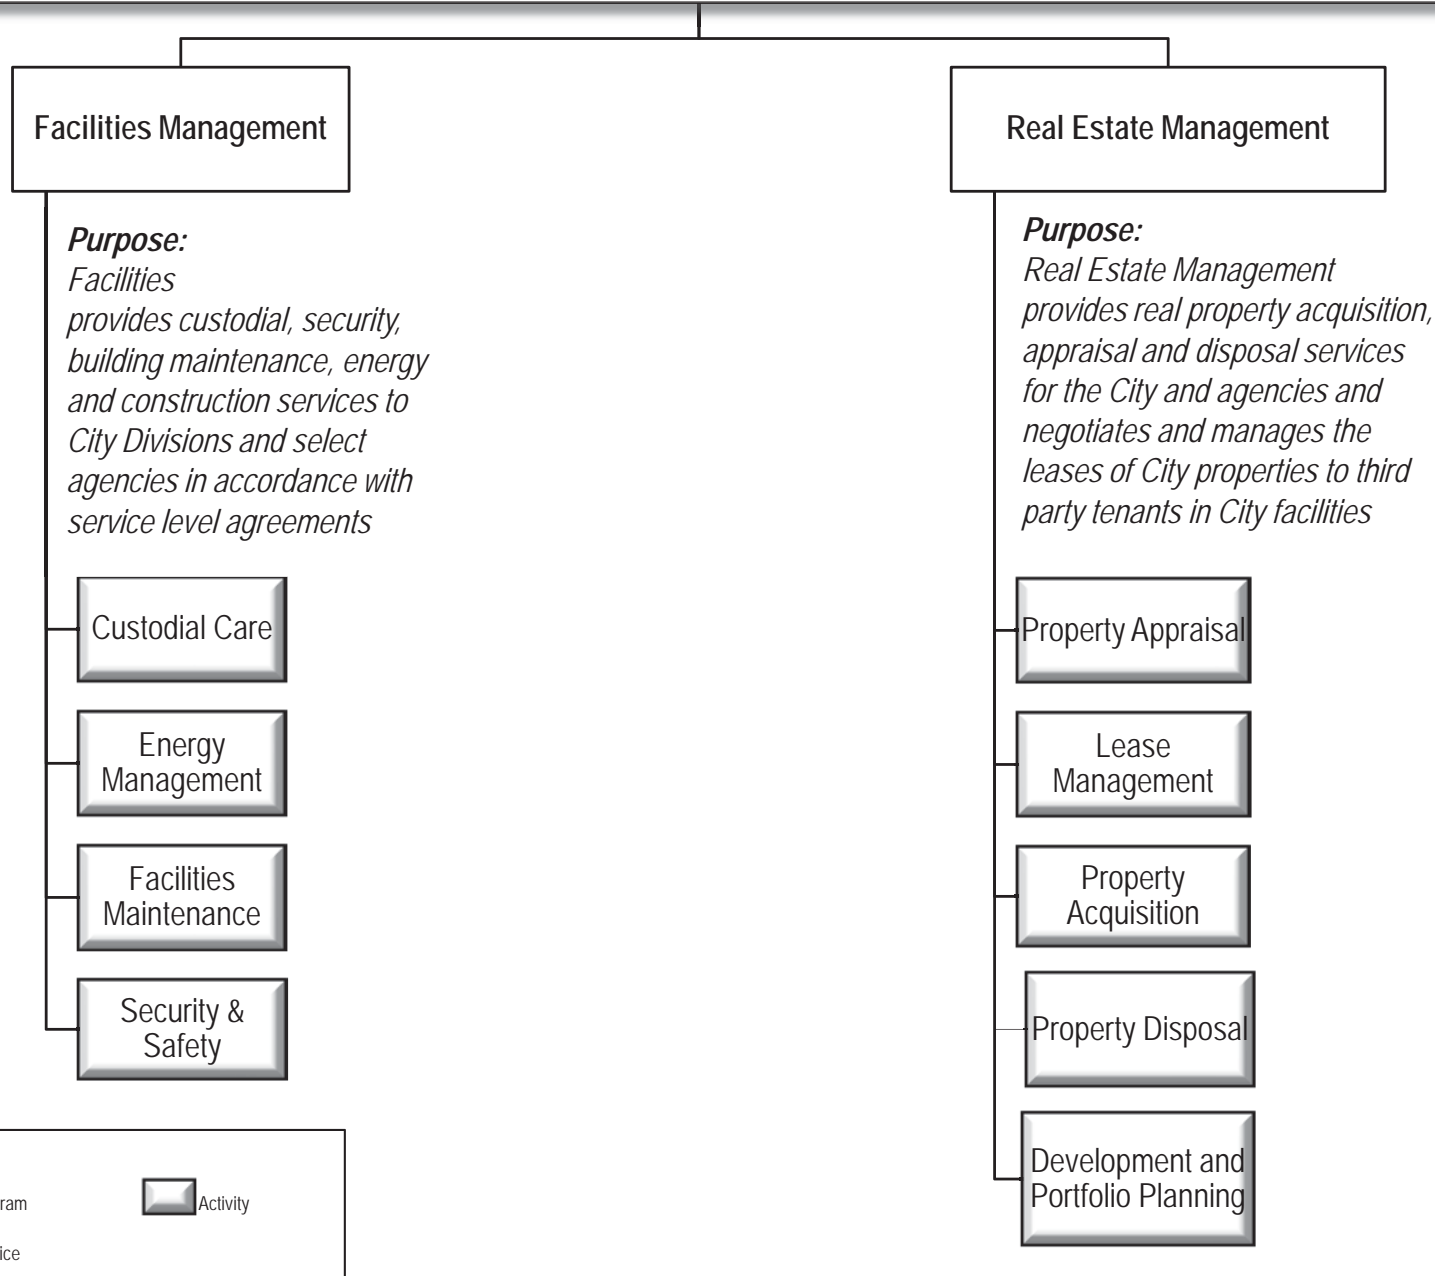 Facilities Management
Purpose:
Facilities
provides custodial, security,
building maintenance, energy
and construction services to
City Divisions and select
agencies in accordance with
service level agreements
Custodial Care
Energy
Management
Facilities
Maintenance
Security &
Safety
Real Estate Management
Purpose:
Real Estate Management
provides real property acquisition,
appraisal and disposal services
for the City and agencies and
negotiates and manages the
leases of City properties to third
party tenants in City facilities
Property Appraisal
Lease
Management
Property
Acquisition
Property Disposal
Development and
Portfolio Planning
ram
Activity
ice